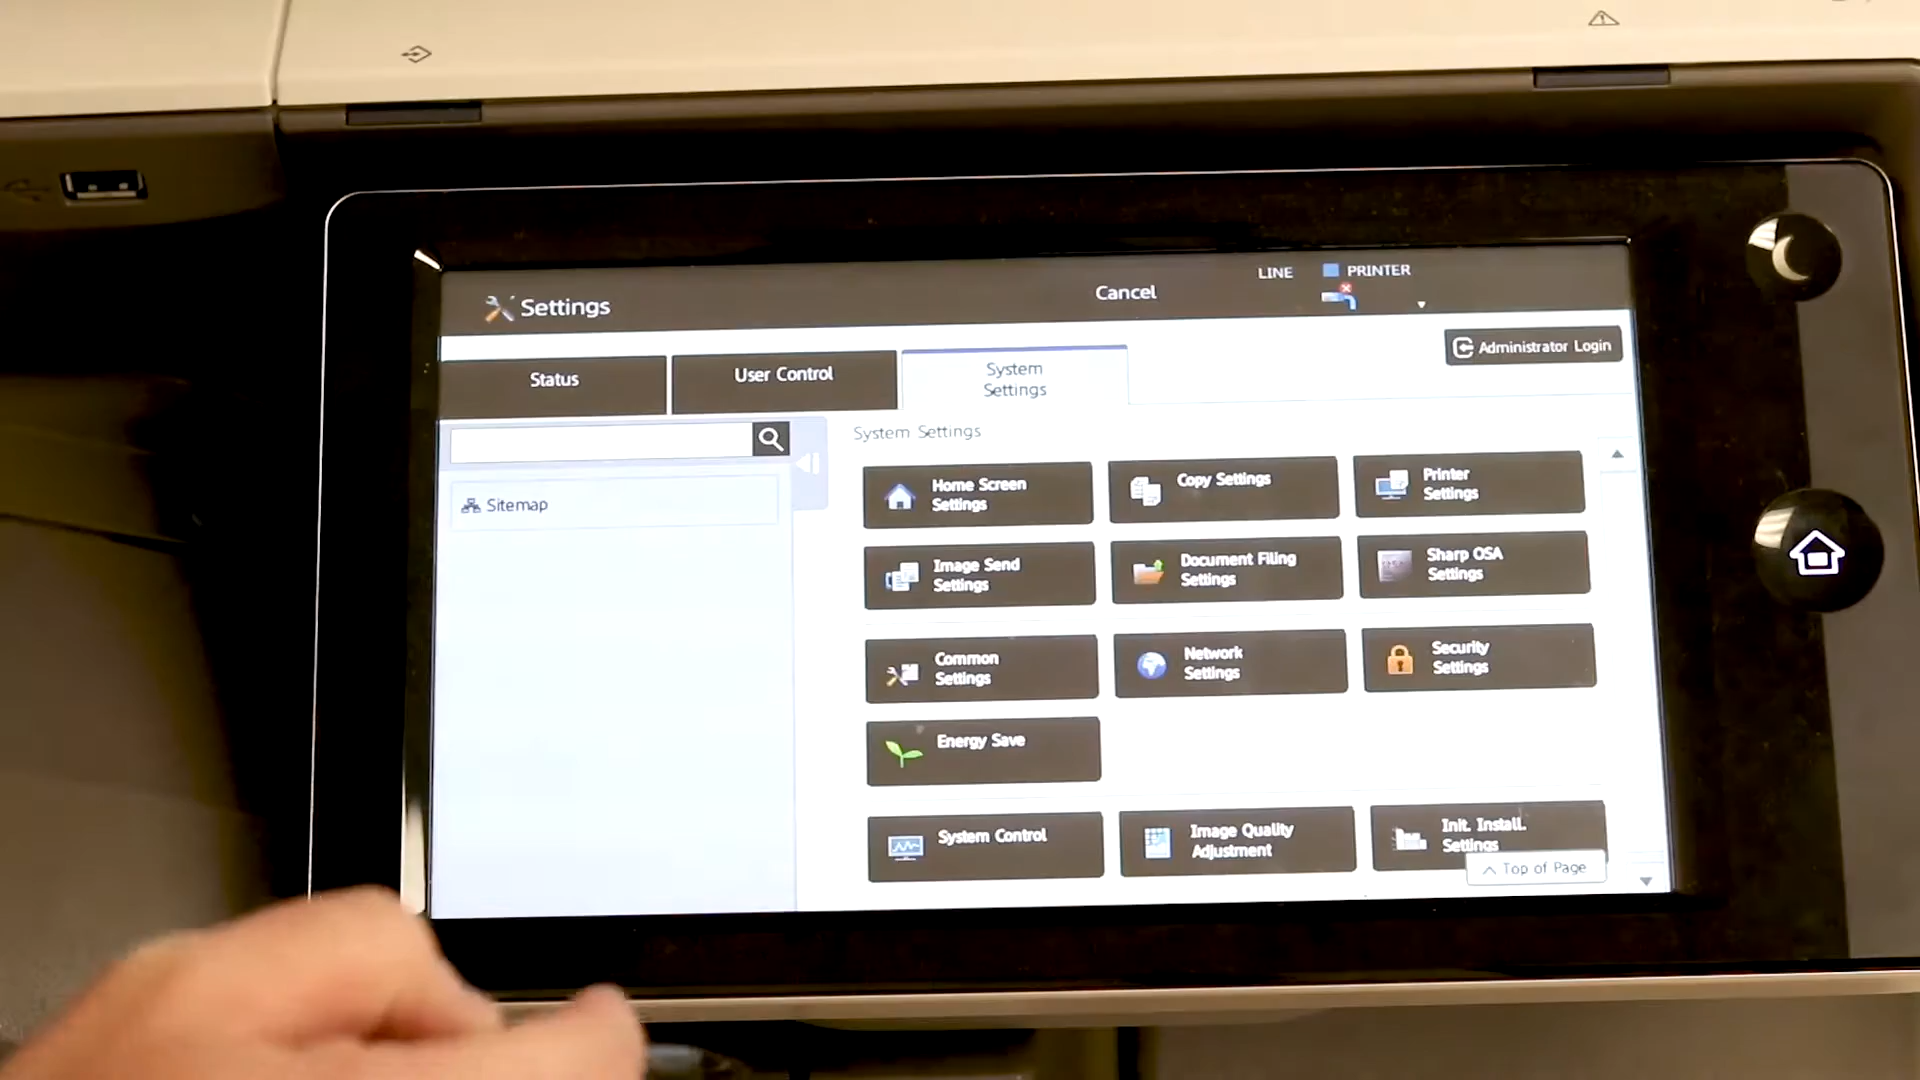 LINE
PRINTER
Settings
Cancel
Administrator Login
Status
User Control
System
Settings
System Settings
Sitemap
Home Screen
Settings
Copy Settings
Printer
Settings
Image Send
Settings
Document Filing
Settings
Sharp OSA
Settings
Common
Settings
Network
Settings
Security
Settings
Energy Save
System Control
Image Quality
Adjustment
Init. Install.
Settings
Top of Page